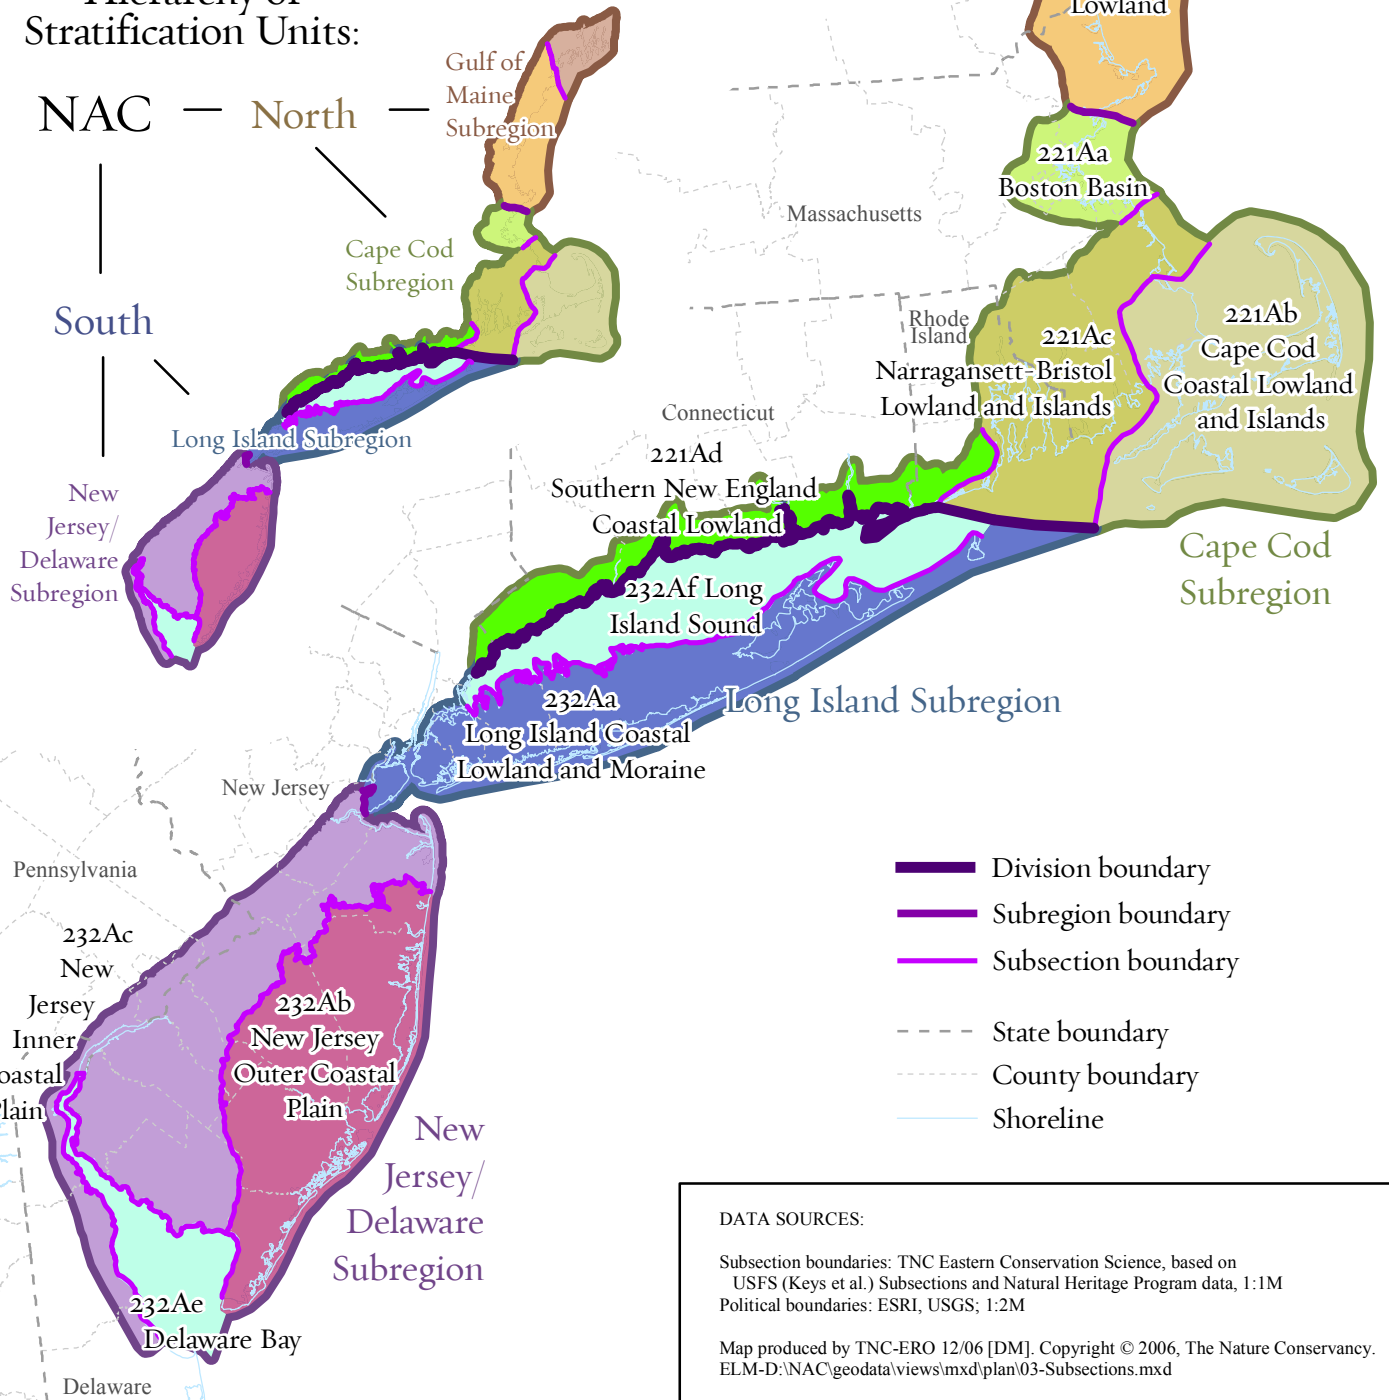 Hierarchy of
Stratification Units:
NAC
North
South
Gulf of
Maine
Subregion
Cape Cod
Subregion
Long Island Subregion
New
Jersey/
Delaware
Subregion
Lowland
221Aa
Boston Basin
Massachusetts
Rhode
Island
221Ac
Narragansett-Bristol
Lowland and Islands
221Ab
Cape Cod
Coastal Lowland
and Islands
Connecticut
221Ad
Southern New England
Coastal Lowland
Cape Cod
Subregion
232Af Long
Island Sound
232Aa
Long Island Coastal
Lowland and Moraine
Long Island Subregion
New Jersey
Pennsylvania
232Ac
New
Jersey
Inner
oastal
lain
232Ab
New Jersey
Outer Coastal
Plain
New
Jersey/
Delaware
Subregion
232Ae
Delaware Bay
Delaware
Division boundary
Subregion boundary
Subsection boundary
State boundary
County boundary
Shoreline
DATA SOURCES:
Subsection boundaries: TNC Eastern Conservation Science, based on
USFS (Keys et al.) Subsections and Natural Heritage Program data, 1:1M
Political boundaries: ESRI, USGS; 1:2M
Map produced by TNC-ERO 12/06 [DM]. Copyright © 2006, The Nature Conservancy.
ELM-D:\NAC\geodata\views\mxd\plan\03-Subsections.mxd